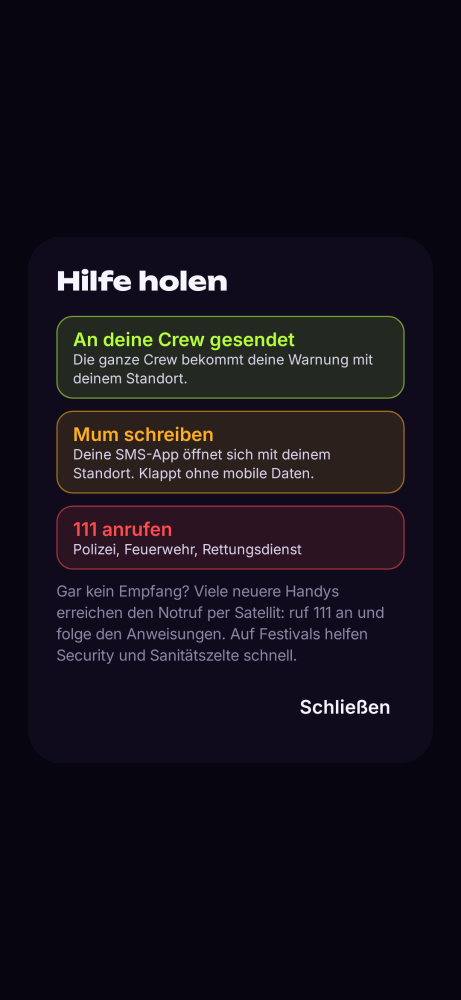 Hilfe holen
An deine Crew gesendet
Die ganze Crew bekommt deine Warnung mit
deinem Standort.
Mum schreiben
Deine SMS-App öffnet sich mit deinem
Standort. Klappt ohne mobile Daten.
111 anrufen
Polizei, Feuerwehr, Rettungsdienst
Gar kein Empfang? Viele neuere Handys
erreichen den Notruf per Satellit: ruf 111 an und
folge den Anweisungen. Auf Festivals helfen
Security und Sanitätszelte schnell.
Schließen